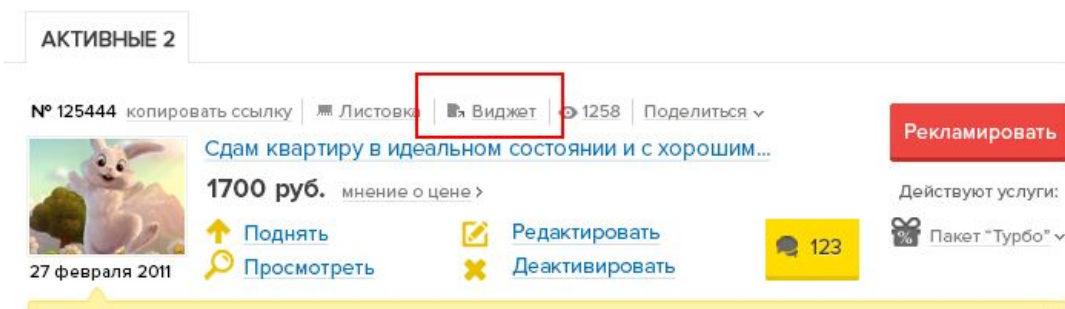 АКТИВНЫЕ 2
№ 125444 копировать ссылку Листовка Виджет 1258 Поделиться
Рекламировать
Сдам квартиру в идеальном состоянии и с хорошим...
1700 руб. мнение о цене
Действуют услуги:
Поднять Редактировать
123
% Пакет "Турбо"
27 февраля 2011 Просмотреть Деактивировать